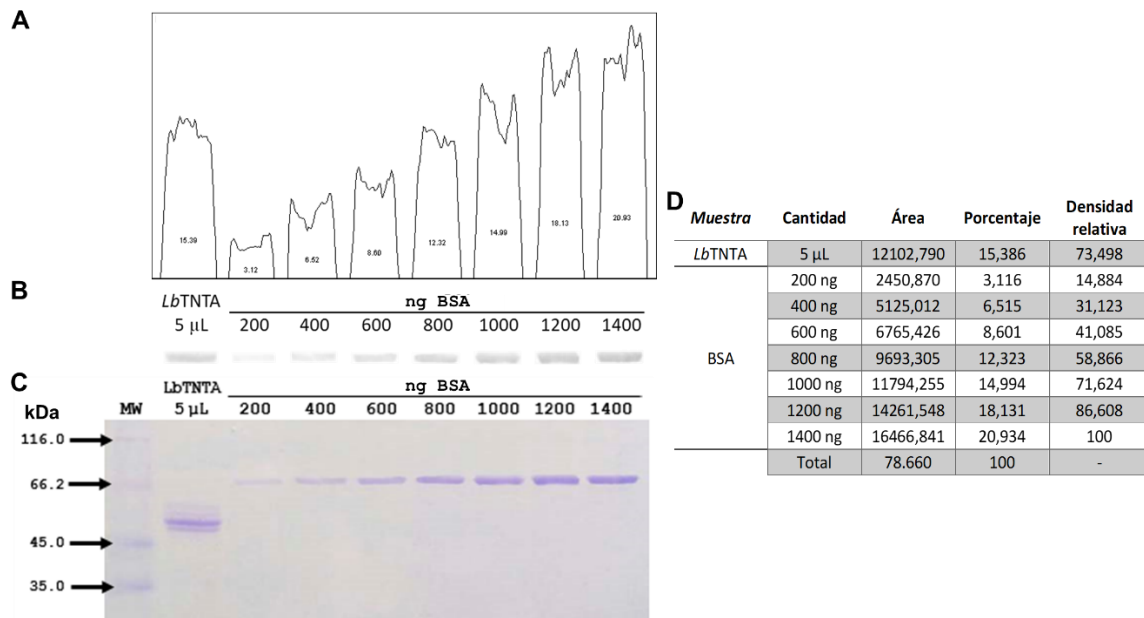 A
15.39
3.12
6.52
8.60
12.32
14.99
18.13
20.93
B
LbTNTA ng BSA
5 µL 200 400 600 800 1000 1200 1400
C
LbTNTA ng BSA
kDa MW 5 µL 200 400 600 800 1000 1200 1400
116.0
66.2
45.0
35.0
D
Muestra Cantidad Área Porcentaje Densidad relativa
LbTNTA 5 µL 12102,790 15,386 73,498
BSA
200 ng 2450,870 3,116 14,884
400 ng 5125,012 6,515 31,123
600 ng 6765,426 8,601 41,085
800 ng 9693,305 12,323 58,866
1000 ng 11794,255 14,994 71,624
1200 ng 14261,548 18,131 86,608
1400 ng 16466,841 20,934 100
Total 78.660 100 -